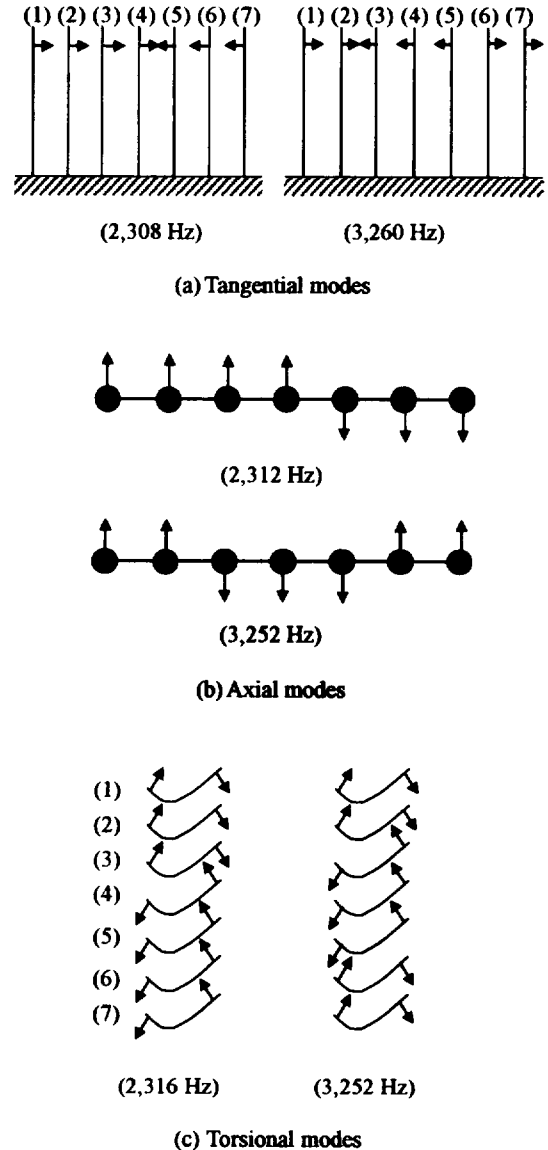 (1) (2) (3) (4) (5) (6) (7) (1) (2) (3) (4) (5) (6) (7)
(2,308 Hz) (3,260 Hz)
(a) Tangential modes
(2,312 Hz)
(3,252 Hz)
(b) Axial modes
(1)
(2)
(3)
(4)
(5)
(6)
(7)
(2,316 Hz) (3,252 Hz)
(c) Torsional modes